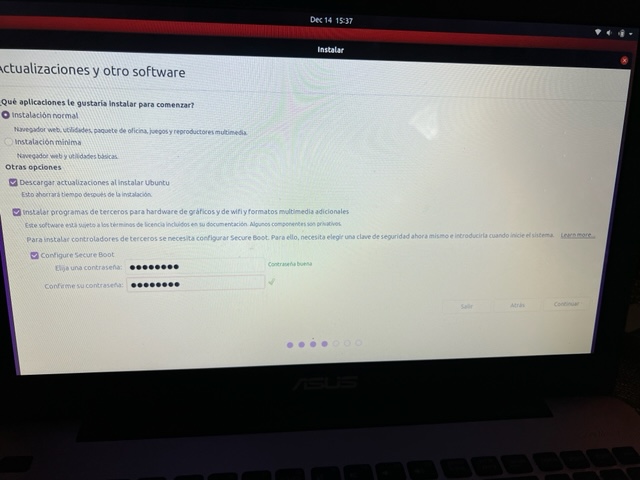 Dec 14 15:37
Instalar
Actualizaciones y otro software
¿Qué aplicaciones le gustaría instalar para comenzar?
Instalación normal
Navegador web, utilidades, paquete de oficina, juegos y reproductores multimedia.
Instalación mínima
Navegador web y utilidades básicas.
Otras opciones
Descargar actualizaciones al instalar Ubuntu
Esto ahorrará tiempo después de la instalación.
Instalar programas de terceros para hardware de gráficos y de wifi y formatos multimedia adicionales
Este software está sujeto a los términos de licencia incluidos en su documentación. Algunos componentes son privativos.
Para instalar controladores de terceros se necesita configurar Secure Boot. Para ello, necesita elegir una clave de seguridad ahora mismo e introducirla cuando inicie el sistema. Learn more...
Configure Secure Boot
Elija una contraseña: ●●●●●●●● Contraseña buena
Confirme su contraseña: ●●●●●●●●
Salir Atrás Continuar
ASUS